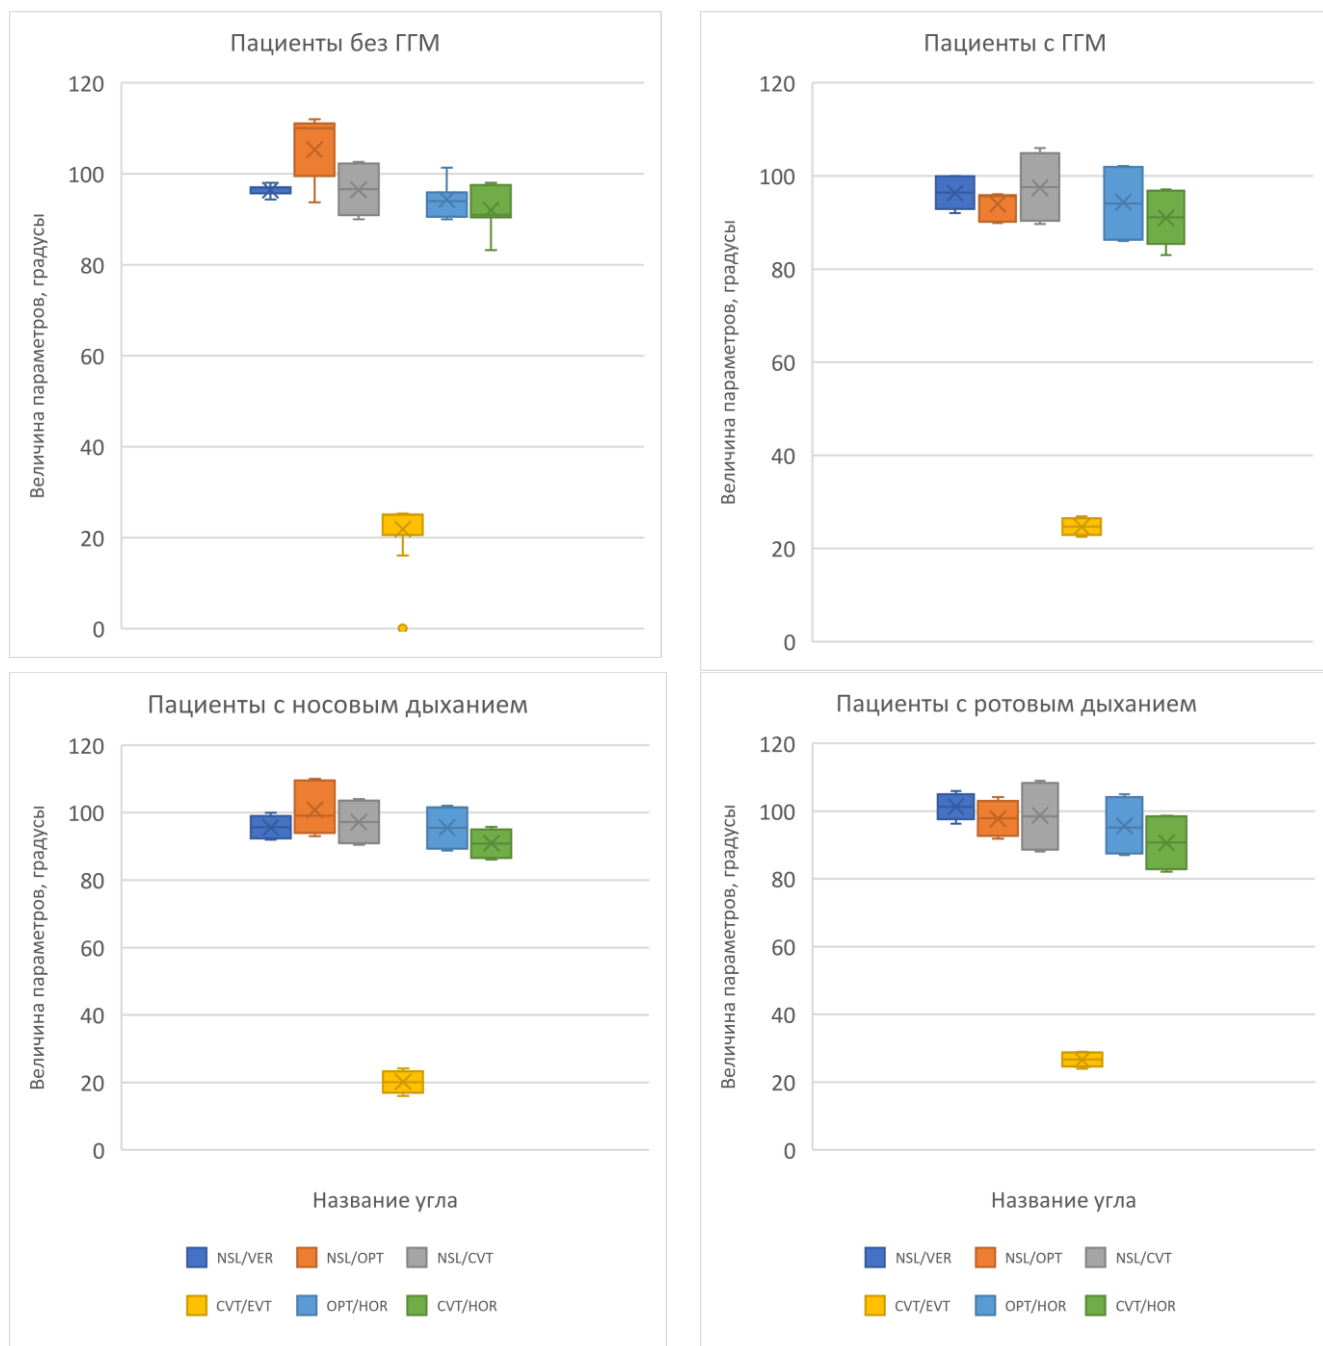 Пациенты без ГГМ
Величина параметров, градусы
120
100
80
60
40
20
0
Пациенты с ГГМ
Величина параметров, градусы
120
100
80
60
40
20
0
Пациенты с носовым дыханием
Величина параметров, градусы
120
100
80
60
40
20
0
Название угла
NSL/VER NSL/OPT NSL/CVT
CVT/EVT OPT/HOR CVT/HOR
Пациенты с ротовым дыханием
Величина параметров, градусы
120
100
80
60
40
20
0
Название угла
NSL/VER NSL/OPT NSL/CVT
CVT/EVT OPT/HOR CVT/HOR